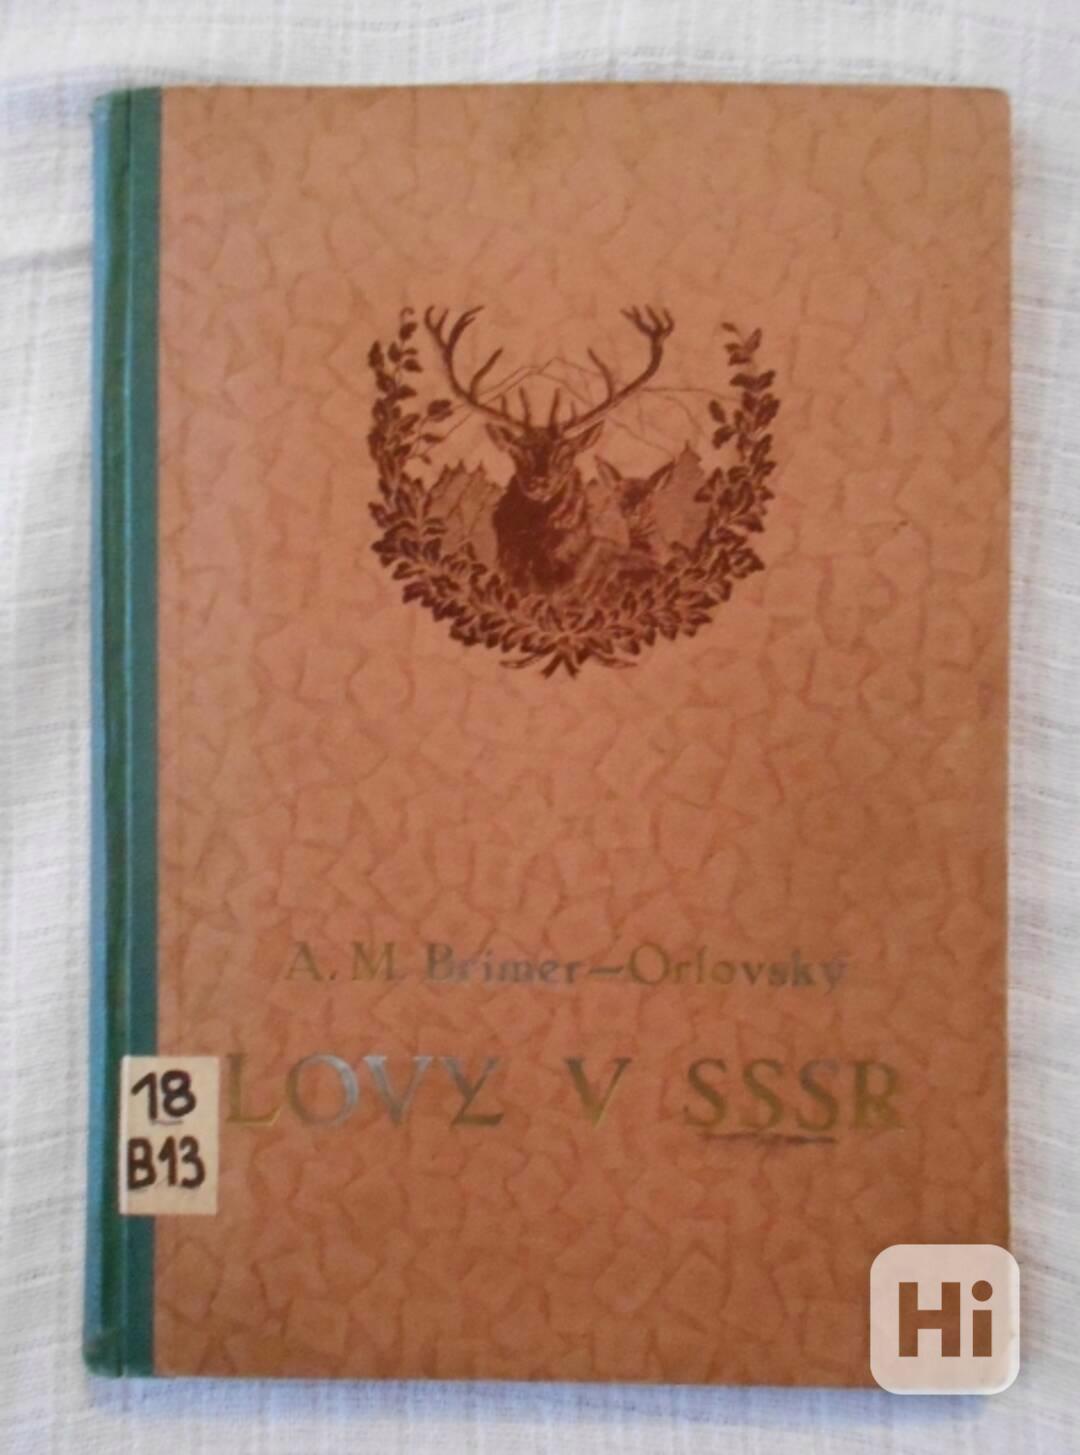 A. M. Brimer—Orlovský
LOVY V SSSR
18
B13
Hi